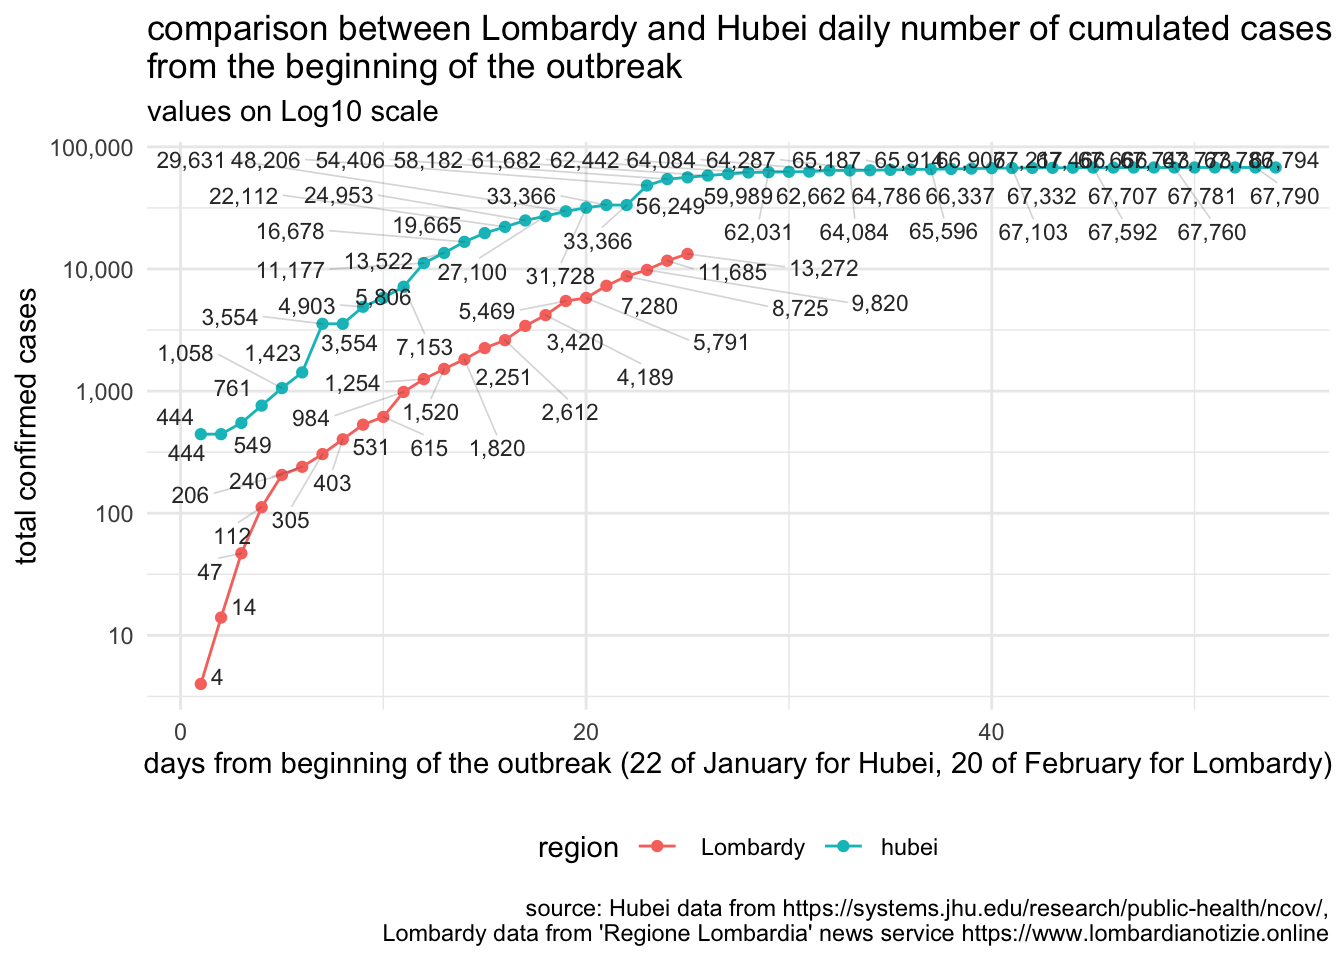 comparison between Lombardy and Hubei daily number of cumulated cases
from the beginning of the outbreak
values on Log10 scale
100,000
29,631 48,206 54,406 58,182 61,682 62,442 64,084 64,287 65,187 65,914 66,907
22,112 24,953 33,366 56,249 59,989 62,662 64,786 66,337 67,332 67,707 67,781 67,790
16,678 19,665 33,366 62,031 64,084 65,596 67,103 67,592 67,760
10,000
11,177 13,522 27,100 31,728 11,685 13,272
3,554 4,903 5,806 5,469 7,280 8,725 9,820
1,058 1,423 3,554 7,153 3,420 5,791
1,000
761 1,254 2,251 4,189
444 984 1,520 2,612
444 549 531 615 1,820
206 240 403
100
112 305
47
14
10
4
0 20 40
total confirmed cases
days from beginning of the outbreak (22 of January for Hubei, 20 of February for Lombardy)
region Lombardy hubei
source: Hubei data from https://systems.jhu.edu/research/public-health/ncov/,
Lombardy data from 'Regione Lombardia' news service https://www.lombardianotizie.online